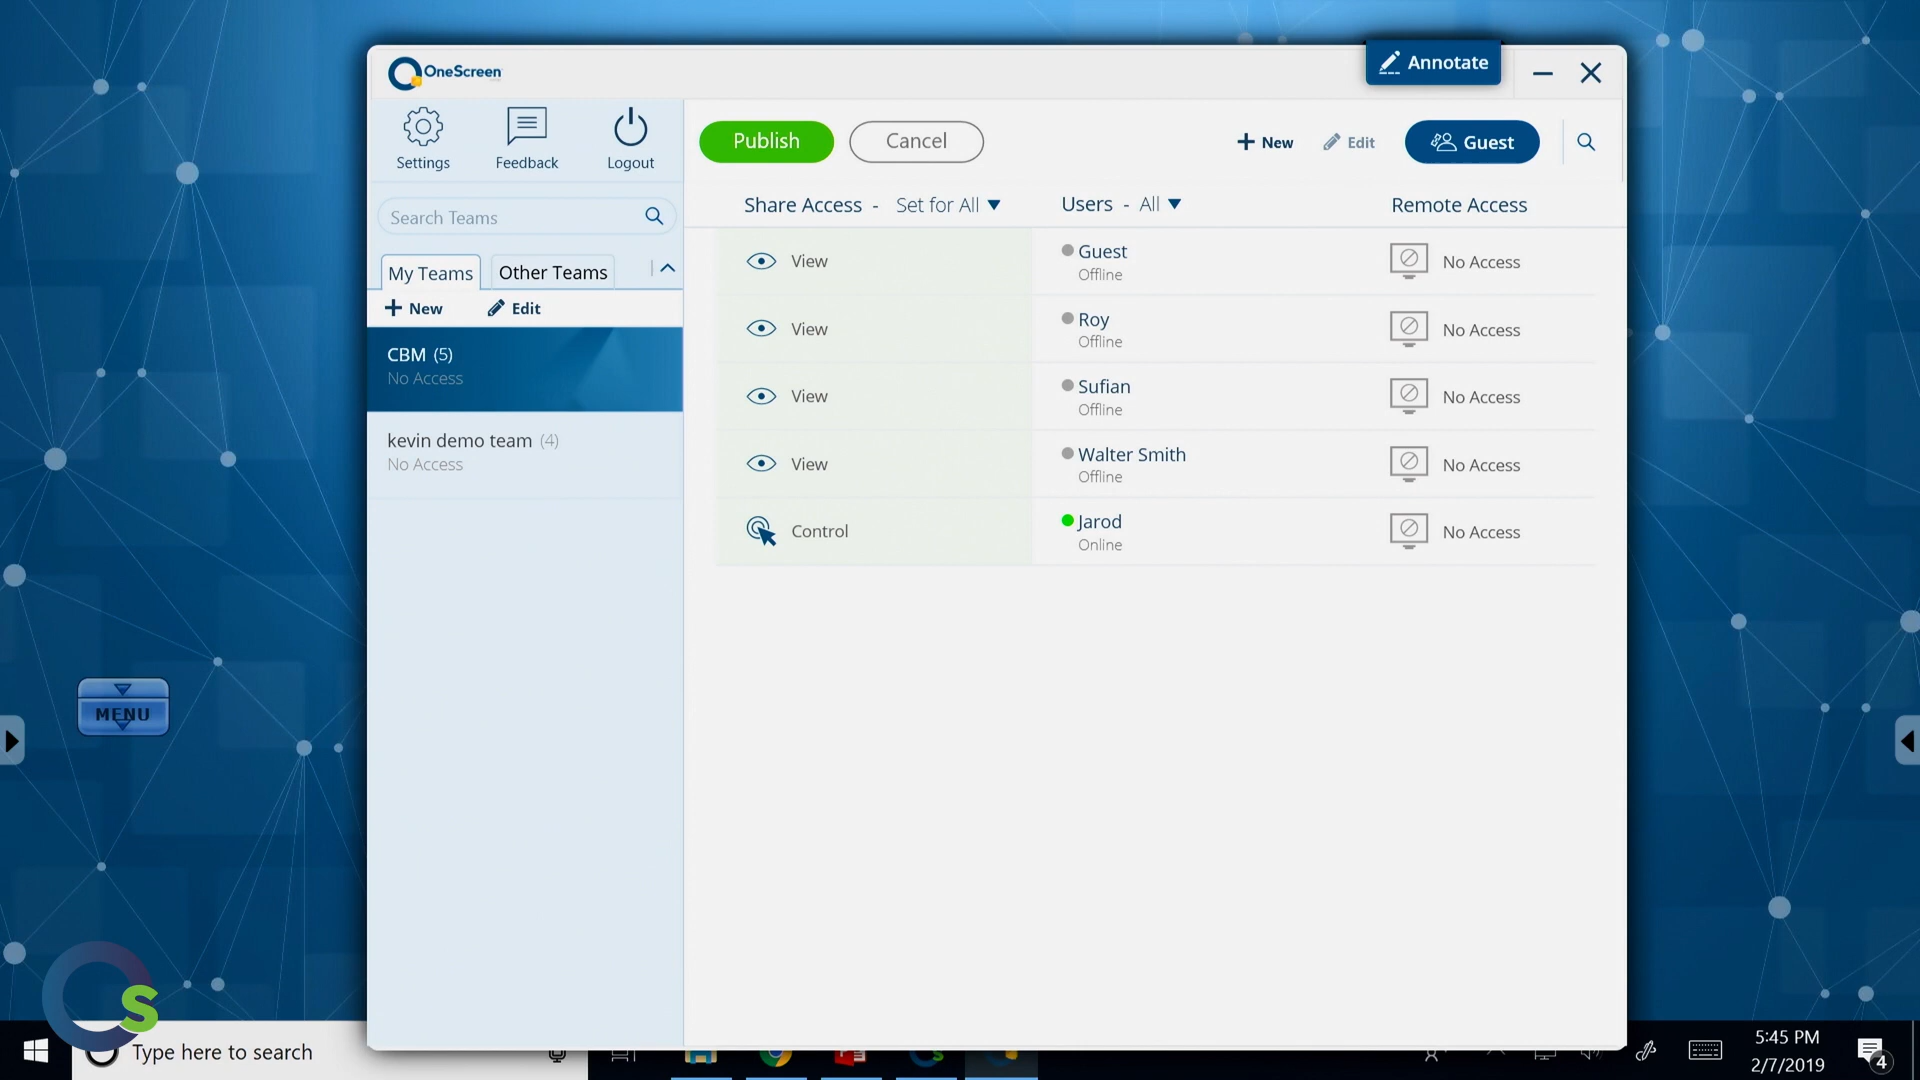 OneScreen
Annotate
Settings
Feedback
Logout
Publish
Cancel
New
Edit
Guest
Search Teams
Share Access - Set for All
Users - All
Remote Access
My Teams
Other Teams
New
Edit
CBM (5)
No Access
kevin demo team (4)
No Access
View
Guest
Offline
No Access
View
Roy
Offline
No Access
View
Sufian
Offline
No Access
View
Walter Smith
Offline
No Access
Control
Jarod
Online
No Access
MENU
S
Type here to search
5:45 PM
2/7/2019
4